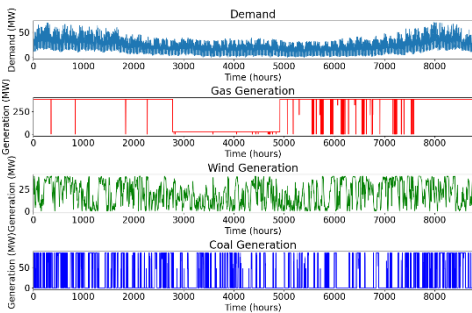 Demand
Demand (MW)
50
0
0 1000 2000 3000 4000 5000 6000 7000 8000
Time (hours)
Gas Generation
Generation (MW)
250
0
0 1000 2000 3000 4000 5000 6000 7000 8000
Time (hours)
Wind Generation
Generation (MW)
25
0
0 1000 2000 3000 4000 5000 6000 7000 8000
Time (hours)
Coal Generation
Generation (MW)
50
0
0 1000 2000 3000 4000 5000 6000 7000 8000
Time (hours)